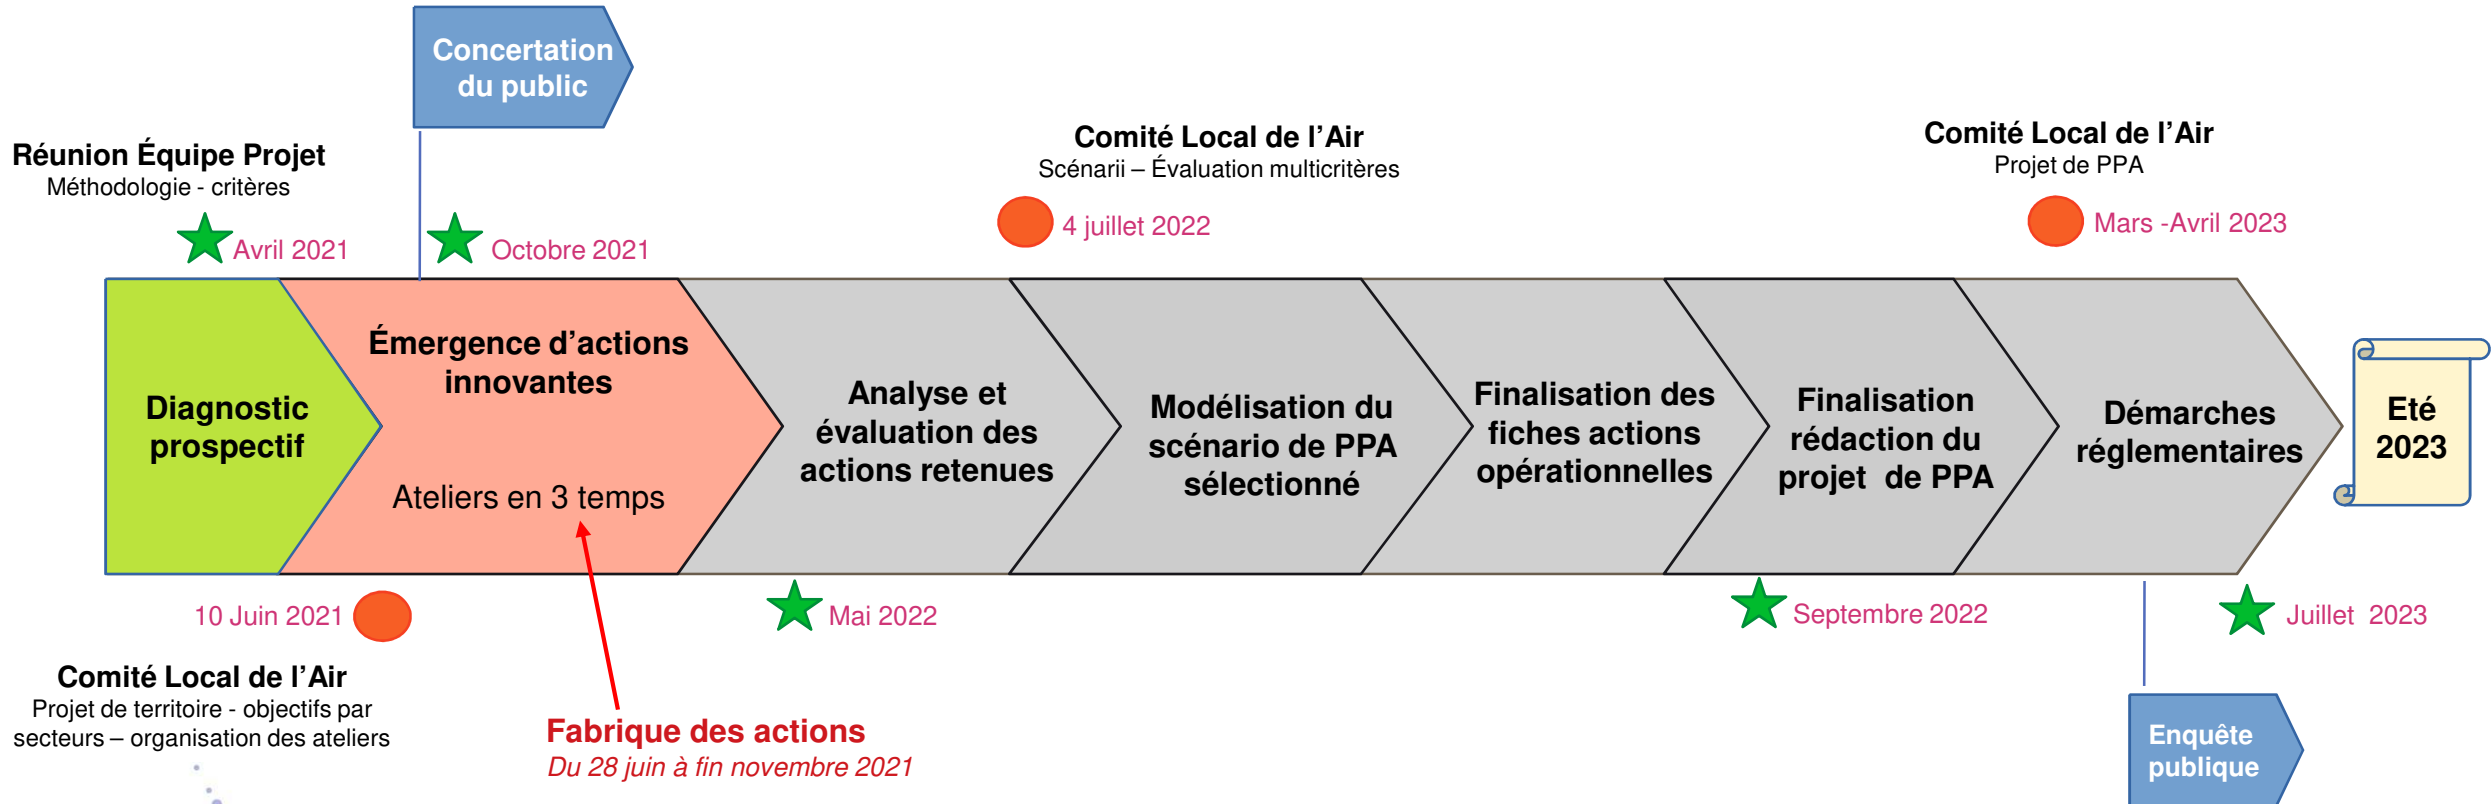 Concertation
du public
Réunion Équipe Projet
Méthodologie - critères
Avril 2021
Octobre 2021
Comité Local de l’Air
Scénarii – Évaluation multicritères
4 juillet 2022
Comité Local de l’Air
Projet de PPA
Mars -Avril 2023
Diagnostic
prospectif
Émergence d’actions
innovantes
Ateliers en 3 temps
Analyse et
évaluation des
actions retenues
Modélisation du
scénario de PPA
sélectionné
Finalisation des
fiches actions
opérationnelles
Finalisation
rédaction du
projet de PPA
Démarches
réglementaires
Eté
2023
10 Juin 2021
Comité Local de l’Air
Projet de territoire - objectifs par
secteurs – organisation des ateliers
Fabrique des actions
Du 28 juin à fin novembre 2021
Mai 2022
Septembre 2022
Juillet 2023
Enquête
publique